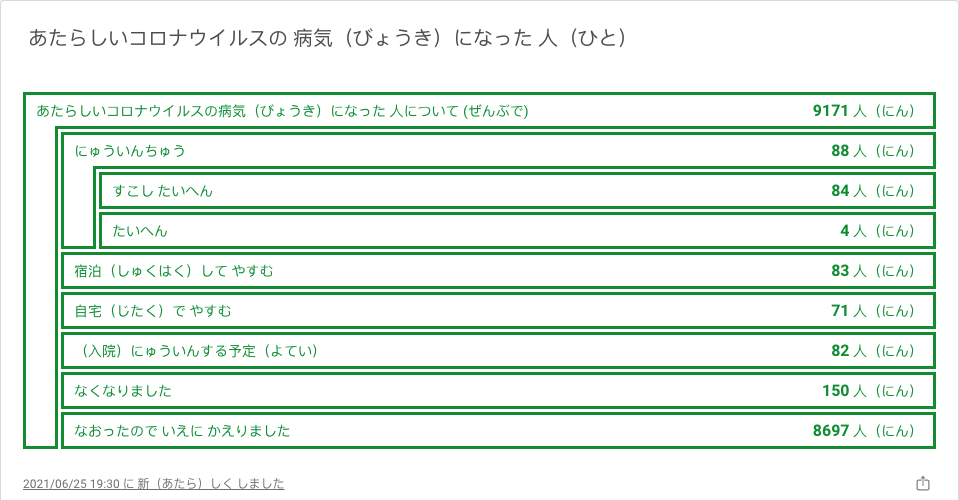 あたらしいコロナウイルスの 病気（びょうき）になった 人（ひと）
あたらしいコロナウイルスの病気（びょうき）になった 人について (ぜんぶで) 9171 人（にん）
にゅういんちゅう 88 人（にん）
すこし たいへん 84 人（にん）
たいへん 4 人（にん）
宿泊（しゅくはく）して やすむ 83 人（にん）
自宅（じたく）で やすむ 71 人（にん）
（入院）にゅういんする予定（よてい） 82 人（にん）
なくなりました 150 人（にん）
なおったので いえに かえりました 8697 人（にん）
2021/06/25 19:30 に 新（あたら）しく しました